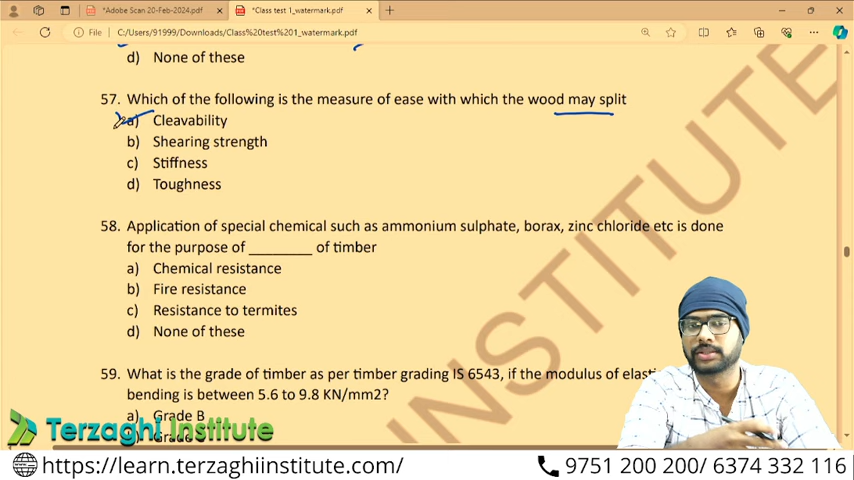 *Adobe Scan 20-Feb-2024.pdf
*Class test 1_watermark.pdf
File
C:/Users/91999/Downloads/Class%20test%201_watermark.pdf
d) None of these
57. Which of the following is the measure of ease with which the wood may split
a) Cleavability
b) Shearing strength
c) Stiffness
d) Toughness
58. Application of special chemical such as ammonium sulphate, borax, zinc chloride etc is done
for the purpose of ________ of timber
a) Chemical resistance
b) Fire resistance
c) Resistance to termites
d) None of these
59. What is the grade of timber as per timber grading IS 6543, if the modulus of elasti
bending is between 5.6 to 9.8 KN/mm2?
a) Grade B
INSTITUTE
Terzaghi Institute
https://learn.terzaghiinstitute.com/
9751 200 200/ 6374 332 116